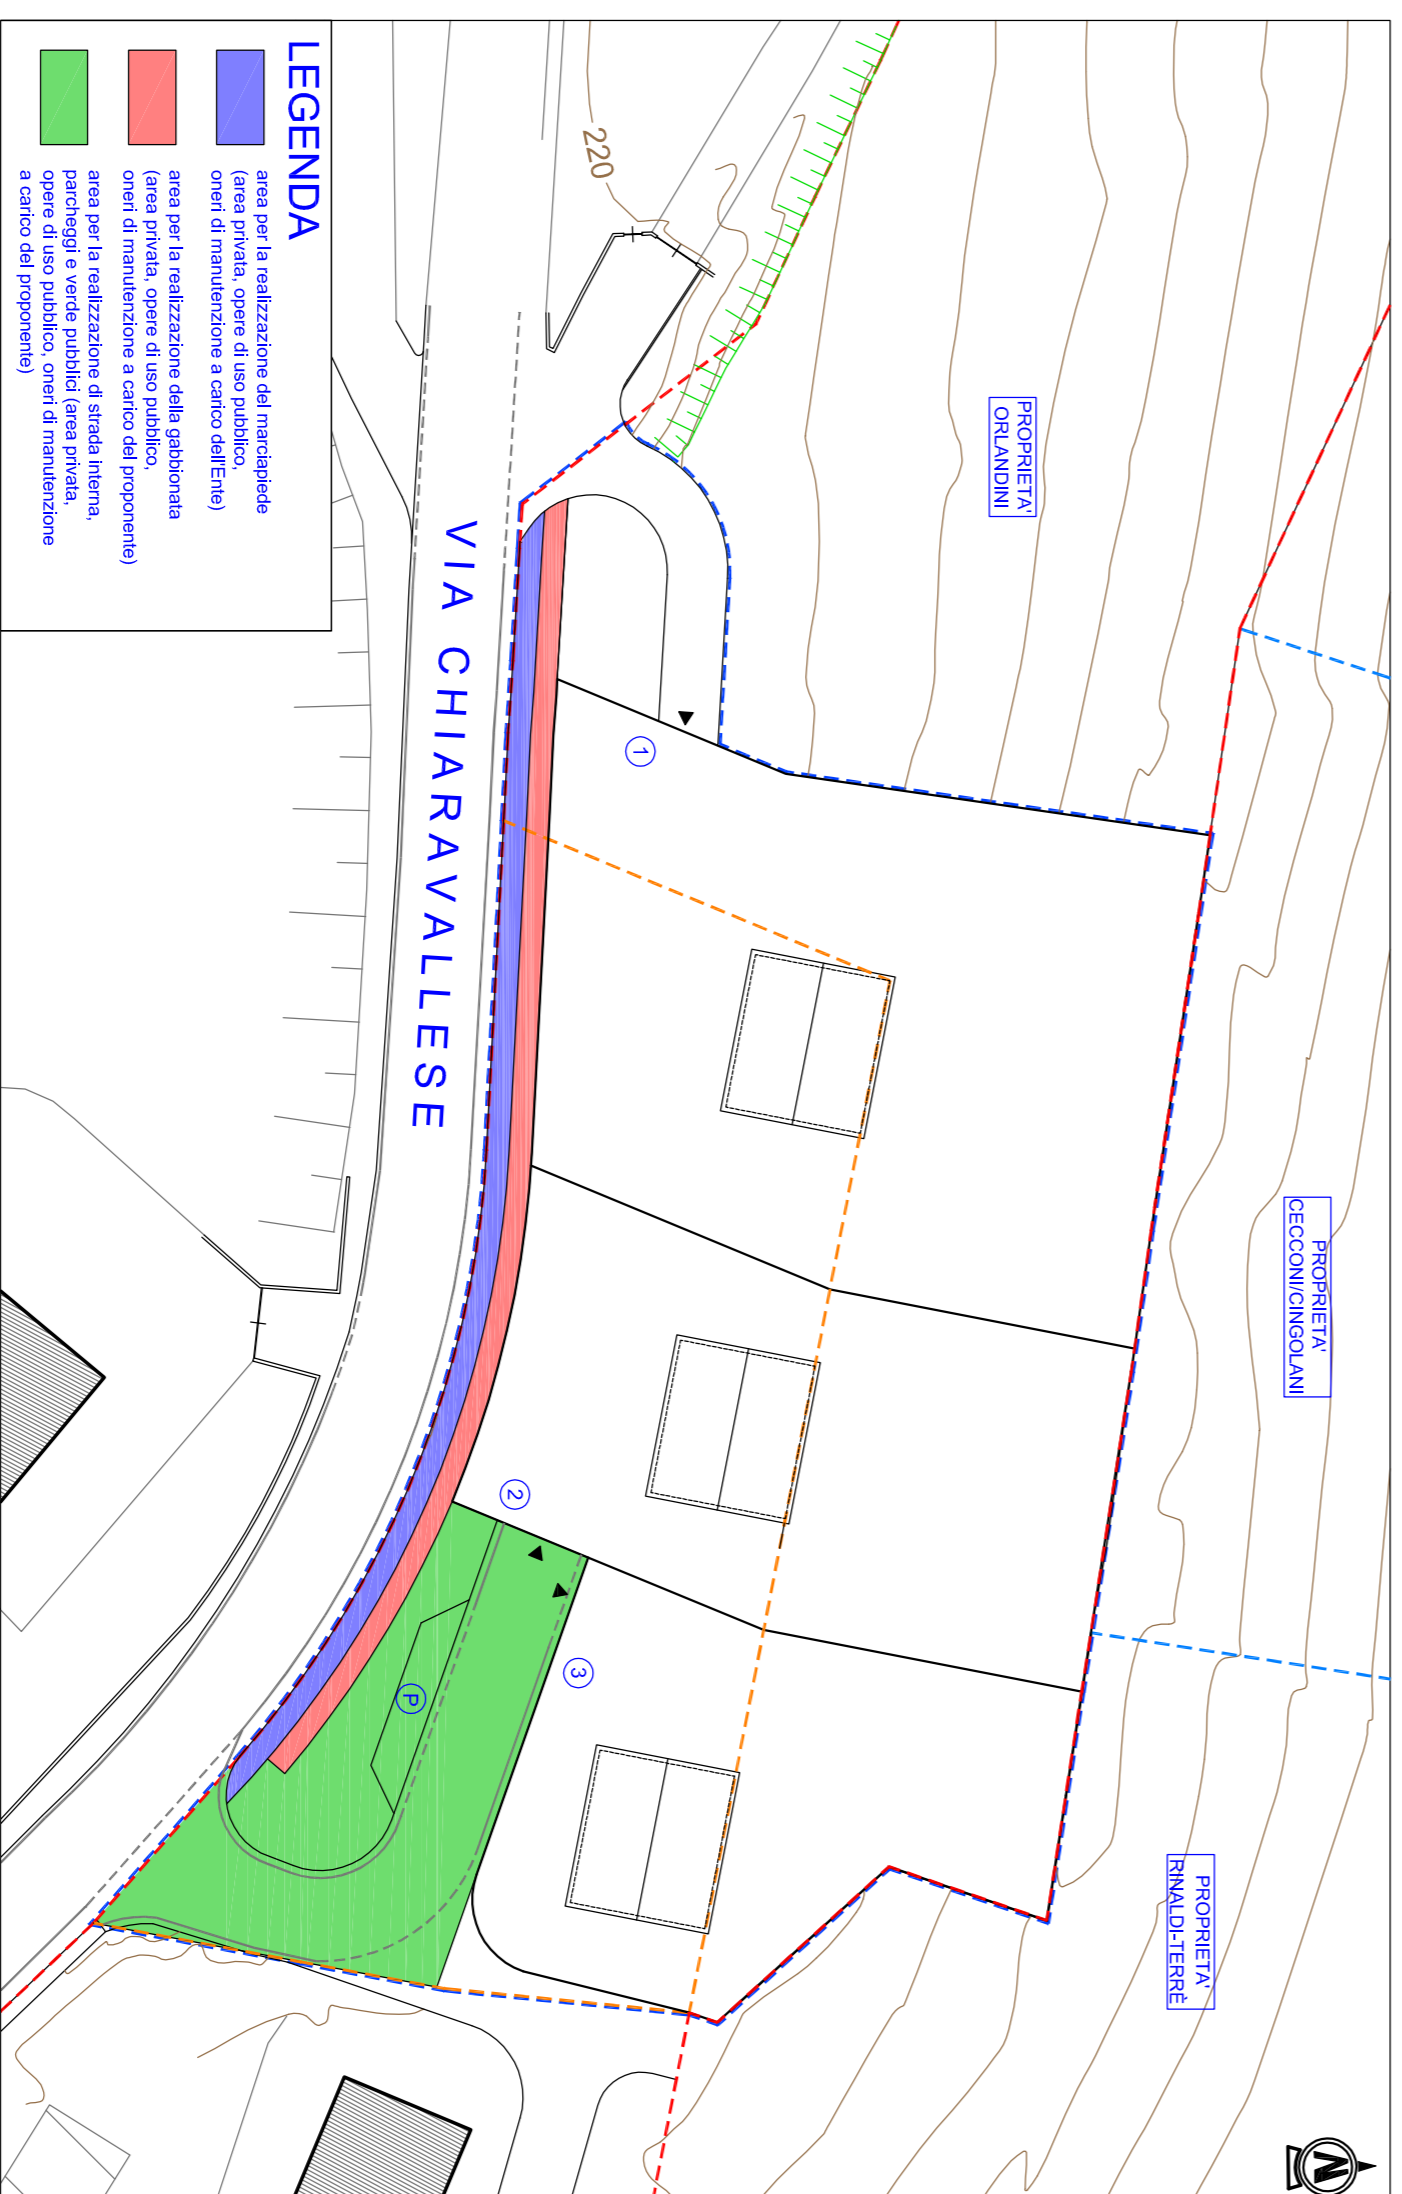 LEGENDA
area per la realizzazione del marciapiede
(area privata, opere di uso pubblico,
oneri di manutenzione a carico dell'Ente)
area per la realizzazione della gabbionata
(area privata, opere di uso pubblico,
oneri di manutenzione a carico del proponente)
area per la realizzazione di strada interna,
parcheggi e verde pubblici (area privata,
opere di uso pubblico, oneri di manutenzione
a carico del proponente)
220
VIA CHIARAVALLESE
PROPRIETA'
ORLANDINI
PROPRIETA'
CECCONI/CINGOLANI
PROPRIETA'
RINALDI-TERRÈ
1
2
3
P
N